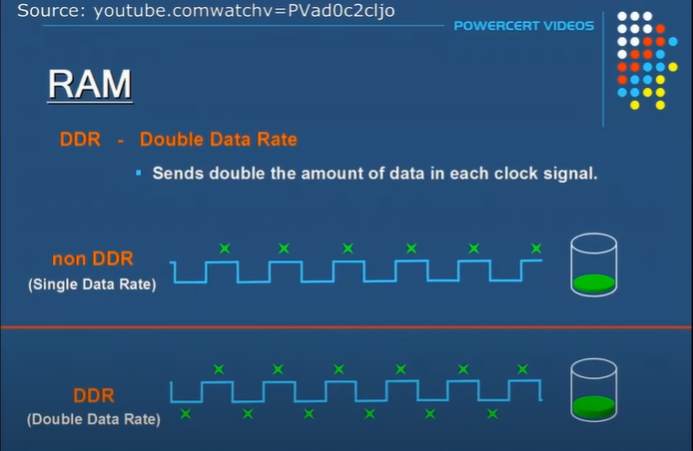 Source: youtube.comwatchv=PVad0c2cljo
POWERCERT VIDEOS
RAM
DDR - Double Data Rate
Sends double the amount of data in each clock signal.
non DDR
(Single Data Rate)
DDR
(Double Data Rate)